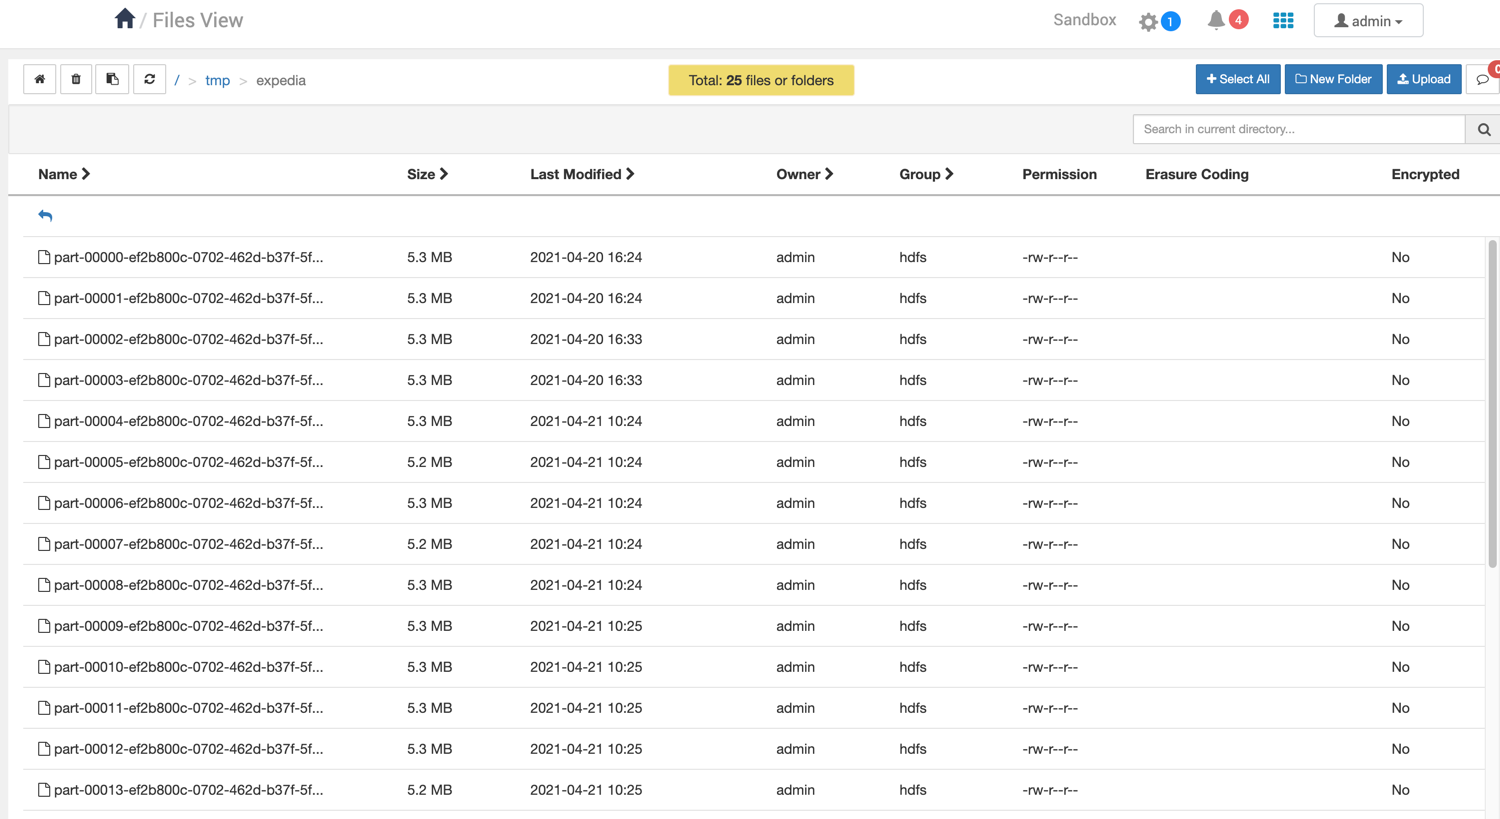 / Files View Sandbox 1 4 admin
/ > tmp > expedia Total: 25 files or folders Select All New Folder Upload
Search in current directory...
Name Size Last Modified Owner Group Permission Erasure Coding Encrypted
part-00000-ef2b800c-0702-462d-b37f-5f... 5.3 MB 2021-04-20 16:24 admin hdfs -rw-r--r-- No
part-00001-ef2b800c-0702-462d-b37f-5f... 5.3 MB 2021-04-20 16:24 admin hdfs -rw-r--r-- No
part-00002-ef2b800c-0702-462d-b37f-5f... 5.3 MB 2021-04-20 16:33 admin hdfs -rw-r--r-- No
part-00003-ef2b800c-0702-462d-b37f-5f... 5.3 MB 2021-04-20 16:33 admin hdfs -rw-r--r-- No
part-00004-ef2b800c-0702-462d-b37f-5f... 5.3 MB 2021-04-21 10:24 admin hdfs -rw-r--r-- No
part-00005-ef2b800c-0702-462d-b37f-5f... 5.2 MB 2021-04-21 10:24 admin hdfs -rw-r--r-- No
part-00006-ef2b800c-0702-462d-b37f-5f... 5.3 MB 2021-04-21 10:24 admin hdfs -rw-r--r-- No
part-00007-ef2b800c-0702-462d-b37f-5f... 5.2 MB 2021-04-21 10:24 admin hdfs -rw-r--r-- No
part-00008-ef2b800c-0702-462d-b37f-5f... 5.3 MB 2021-04-21 10:24 admin hdfs -rw-r--r-- No
part-00009-ef2b800c-0702-462d-b37f-5f... 5.3 MB 2021-04-21 10:25 admin hdfs -rw-r--r-- No
part-00010-ef2b800c-0702-462d-b37f-5f... 5.3 MB 2021-04-21 10:25 admin hdfs -rw-r--r-- No
part-00011-ef2b800c-0702-462d-b37f-5f... 5.3 MB 2021-04-21 10:25 admin hdfs -rw-r--r-- No
part-00012-ef2b800c-0702-462d-b37f-5f... 5.3 MB 2021-04-21 10:25 admin hdfs -rw-r--r-- No
part-00013-ef2b800c-0702-462d-b37f-5f... 5.2 MB 2021-04-21 10:25 admin hdfs -rw-r--r-- No